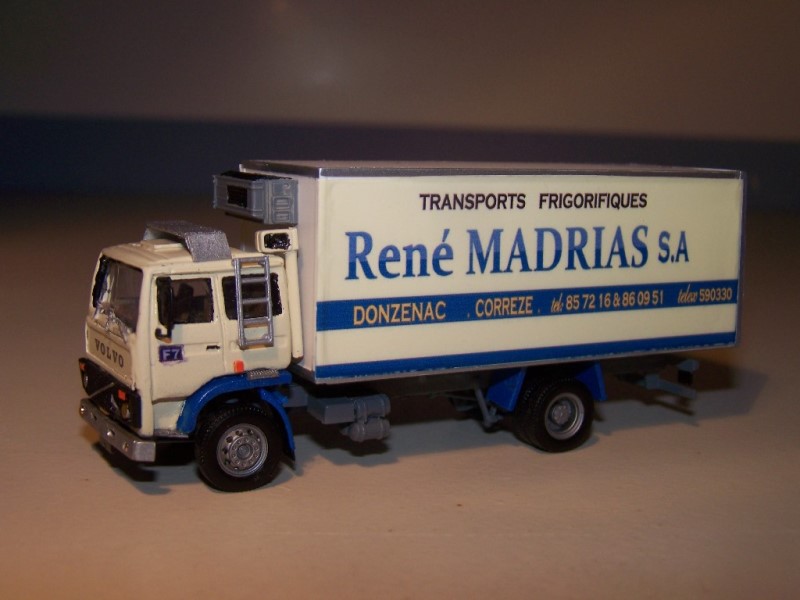 TRANSPORTS FRIGORIFIQUES
René MADRIAS S.A
DONZENAC . CORREZE . tel: 85 72 16 & 86 09 51 telex 590330
VOLVO
F7